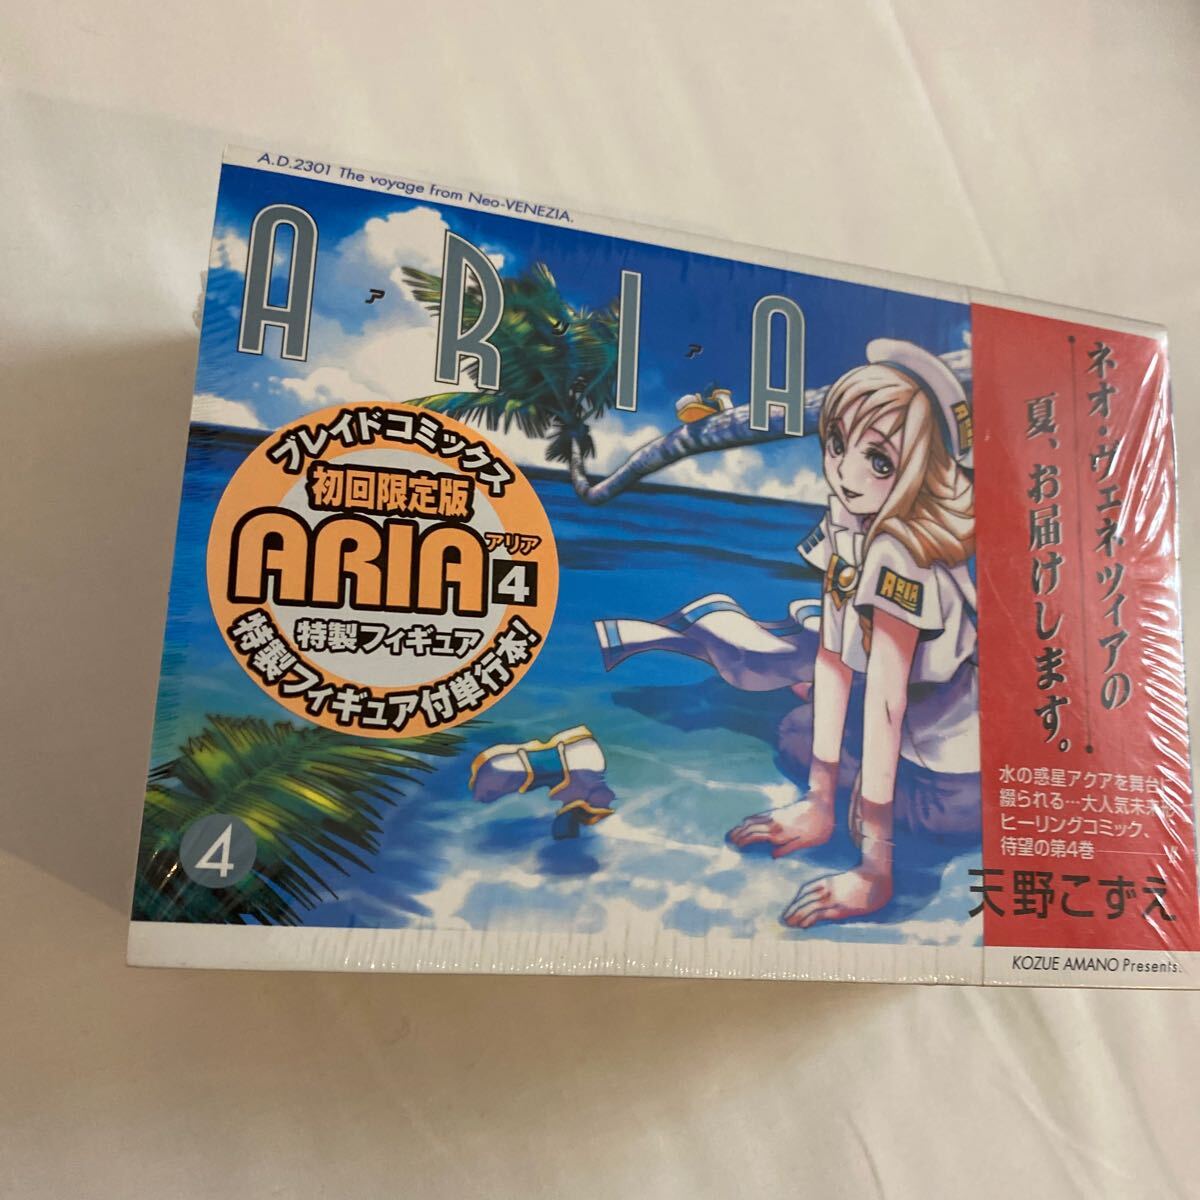 A.D.2301 The voyage from Neo-VENEZIA.
A・R・I・A
ア リ ア
ブレイドコミックス
初回限定版
ARIA アリア 4
特製フィギュア
特製フィギュア付単行本!
4
ARIA
ネオ・ヴェネツィアの
夏、お届けします。
水の惑星アクアを舞台に
綴られる…大人気未来形
ヒーリングコミック、
待望の第4巻
天野こずえ
KOZUE AMANO Presents.